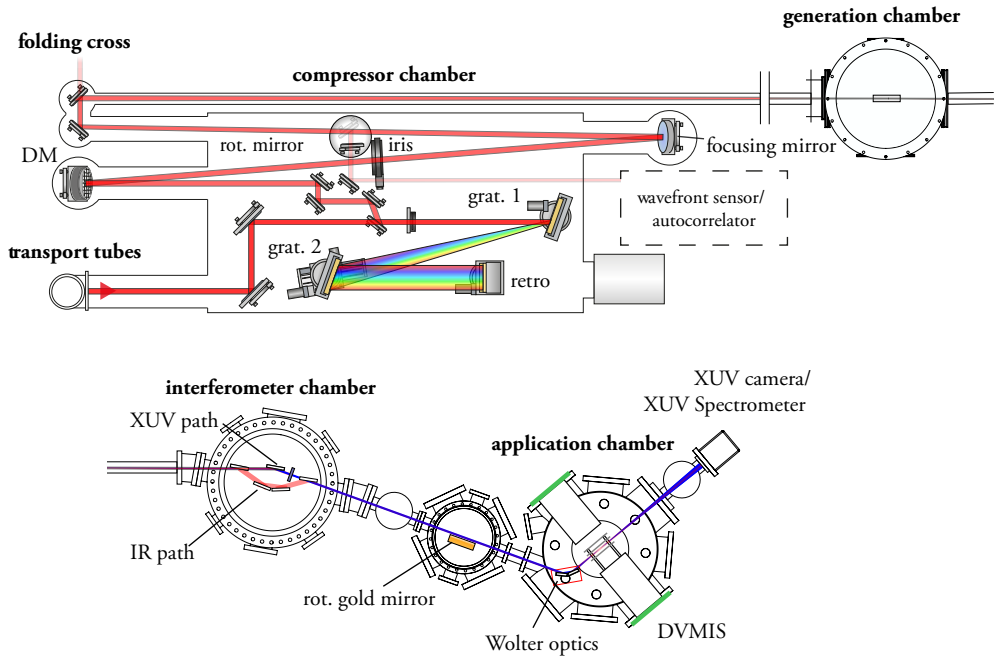 generation chamber
folding cross
compressor chamber
DM
rot. mirror
iris
focusing mirror
grat. 1
wavefront sensor/
autocorrelator
transport tubes
grat. 2
retro
XUV camera/
XUV Spectrometer
interferometer chamber
XUV path
application chamber
IR path
rot. gold mirror
Wolter optics
DVMIS